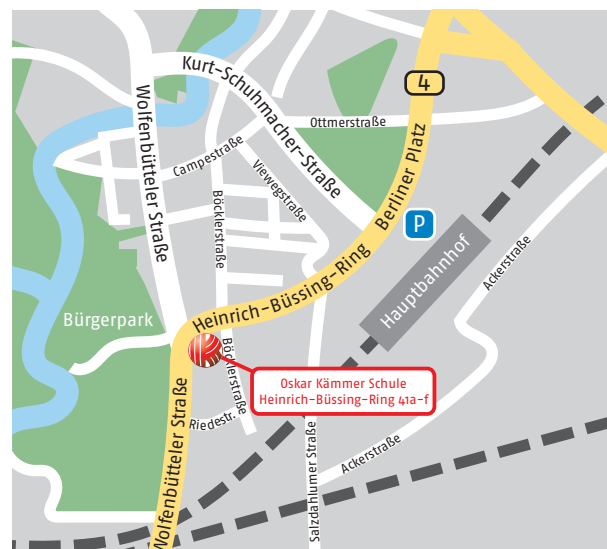 Kurt-Schuhmacher-Straße
4
Wolfenbütteler Straße
Ottmerstraße
Campestraße
Viewegstraße
Berliner Platz
Böcklerstraße
P
Hauptbahnhof
Ackerstraße
Heinrich-Büssing-Ring
Bürgerpark
Böcklerstraße
Oskar Kämmer Schule
Heinrich-Büssing-Ring 41a-f
Riedestr.
Wolfenbütteler Straße
Salzdahlumer Straße
Ackerstraße